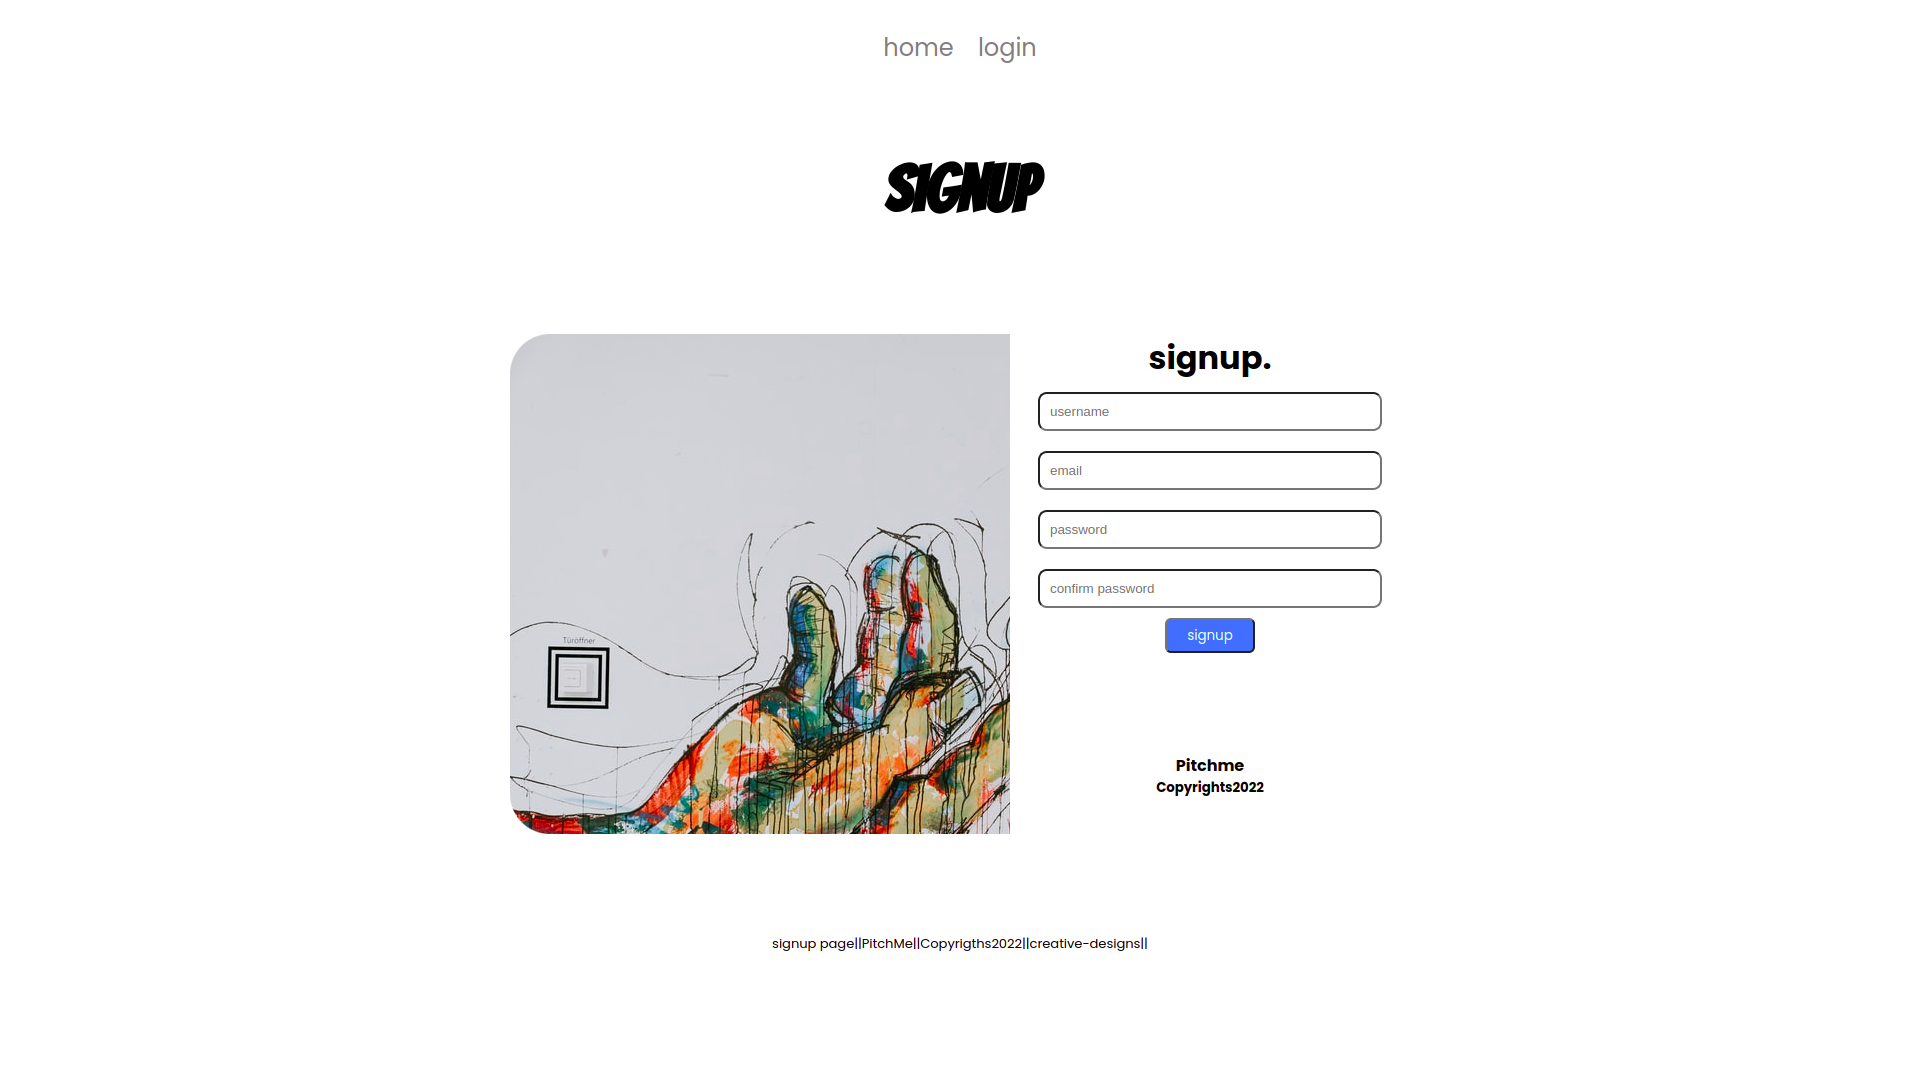 home login
SIGNUP
signup.
username
email
password
confirm password
signup
Türöffner
Pitchme
Copyrights2022
signup page||PitchMe||Copyrigths2022||creative-designs||